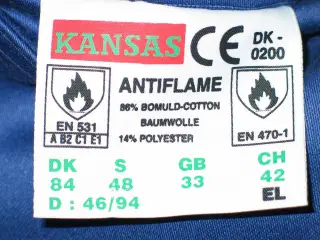 KANSAS CE DK-
0200
ANTIFLAME
86% BOMULD-COTTON
BAUMWOLLE
14% POLYESTER
EN 531
A B2 C1 E1
EN 470-1
DK S GB CH
84 48 33 42
D : 46/94 EL